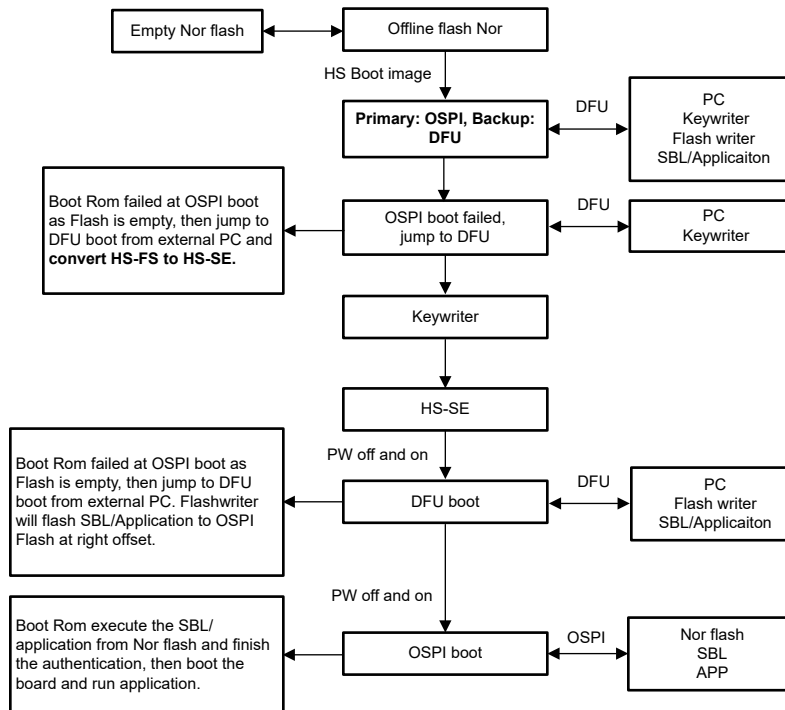 Empty Nor flash
Offline flash Nor
HS Boot image
Primary: OSPI, Backup:
DFU
DFU
PC
Keywriter
Flash writer
SBL/Applicaiton
Boot Rom failed at OSPI boot
as Flash is empty, then jump to
DFU boot from external PC and
convert HS-FS to HS-SE.
OSPI boot failed,
jump to DFU
DFU
PC
Keywriter
Keywriter
HS-SE
PW off and on
Boot Rom failed at OSPI boot as
Flash is empty, then jump to DFU
boot from external PC. Flashwriter
will flash SBL/Application to OSPI
Flash at right offset.
DFU boot
DFU
PC
Flash writer
SBL/Applicaiton
PW off and on
Boot Rom execute the SBL/
application from Nor flash and finish
the authentication, then boot the
board and run application.
OSPI boot
OSPI
Nor flash
SBL
APP